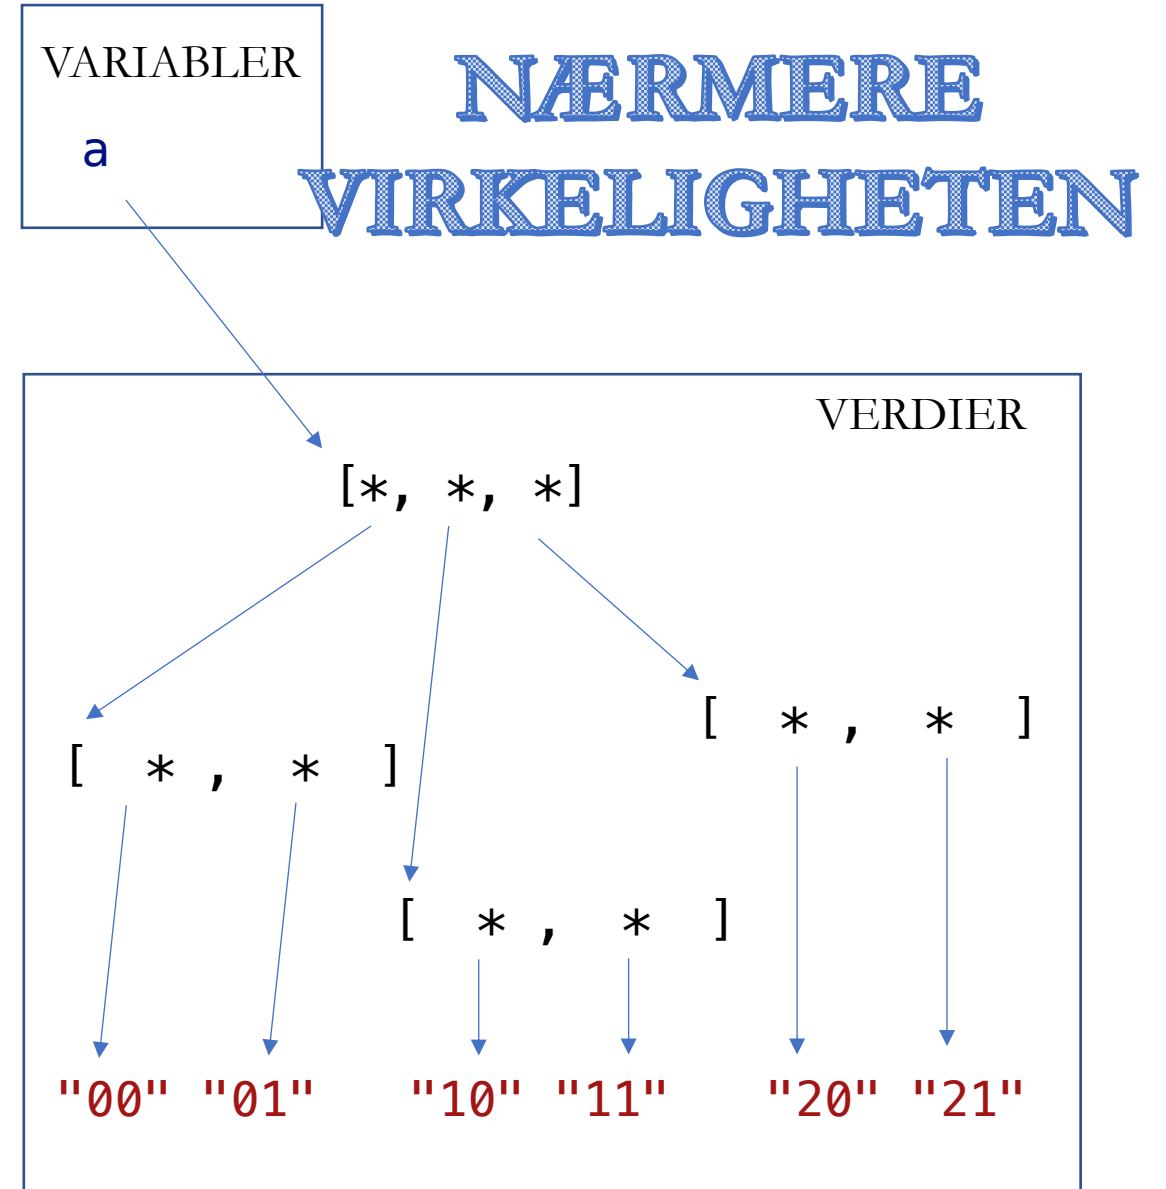 VARIABLER
a
NÆRMERE
VIRKELIGHETEN
VERDIER
[*, *, *]
[ * , * ]
[ * , * ]
[ * , * ]
"00" "01" "10" "11" "20" "21"